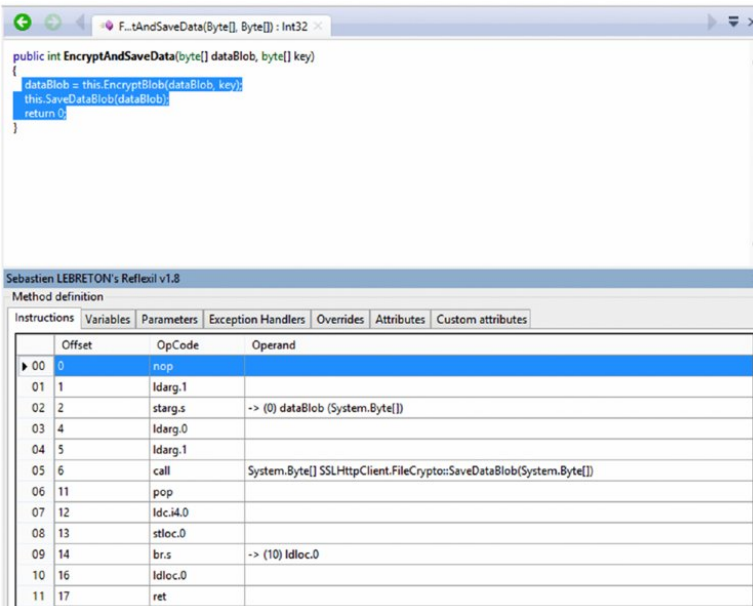 F...tAndSaveData(Byte[], Byte[]) : Int32
public int EncryptAndSaveData(byte[] dataBlob, byte[] key)
{
dataBlob = this.EncryptBlob(dataBlob, key);
this.SaveDataBlob(dataBlob);
return 0;
}
Sebastien LEBRETON's Reflexil v1.8
Method definition
Instructions Variables Parameters Exception Handlers Overrides Attributes Custom attributes
Offset OpCode Operand
00 0 nop
01 1 ldarg.1
02 2 starg.s -> (0) dataBlob (System.Byte[])
03 4 ldarg.0
04 5 ldarg.1
05 6 call System.Byte[] SSLHttpClient.FileCrypto::SaveDataBlob(System.Byte[])
06 11 pop
07 12 ldc.i4.0
08 13 stloc.0
09 14 br.s -> (10) ldloc.0
10 16 ldloc.0
11 17 ret